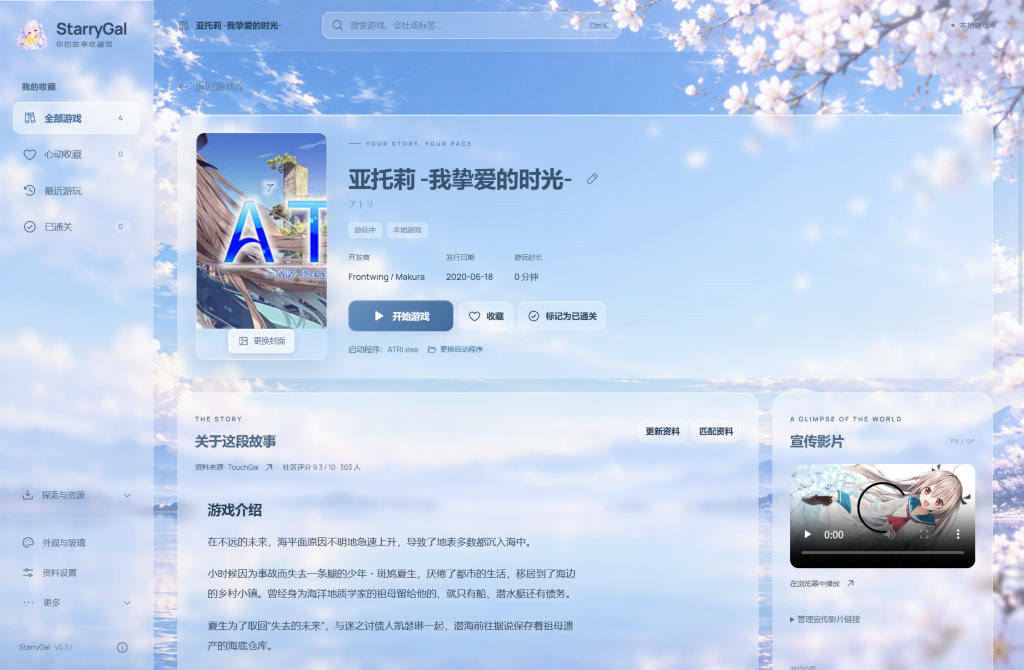 StarryGal
你的故事收藏馆
亚托莉 -我挚爱的时光-
搜索游戏、会社或标签...
Ctrl K
本地游戏库
我的收藏
全部游戏 4
心动收藏 0
最近游玩
已通关 0
返回游戏库
YOUR STORY, YOUR PACE
亚托莉 -我挚爱的时光-
アトリ
游玩中 本地游戏
开发商 发行日期 游玩时长
Frontwing / Makura 2020-06-18 0 分钟
开始游戏 收藏 标记为已通关
启动程序: ATRI.exe 更换启动程序
ア
AT
My Dea
更换封面
THE STORY
关于这段故事
更新资料 匹配资料
资料来源 · TouchGal 社区评分 9.3 / 10 · 303 人
游戏介绍
在不远的未来，海平面原因不明地急速上升，导致了地表多数都沉入海中。
小时候因为事故而失去一条腿的少年・斑鸠夏生，厌倦了都市的生活，移居到了海边
的乡村小镇。曾经身为海洋地质学家的祖母留给他的、就只有船、潜水艇还有债务。
夏生为了取回“失去的未来”，与迷之讨债人凯瑟琳一起，潜海前往据说保存着祖母遗
产的海底仓库。
A GLIMPSE OF THE WORLD
宣传影片
PV / OP
0:00
在浏览器中播放
管理宣传影片链接
探索与资源
外观与玻璃
资料设置
更多
StarryGal v0.3.1